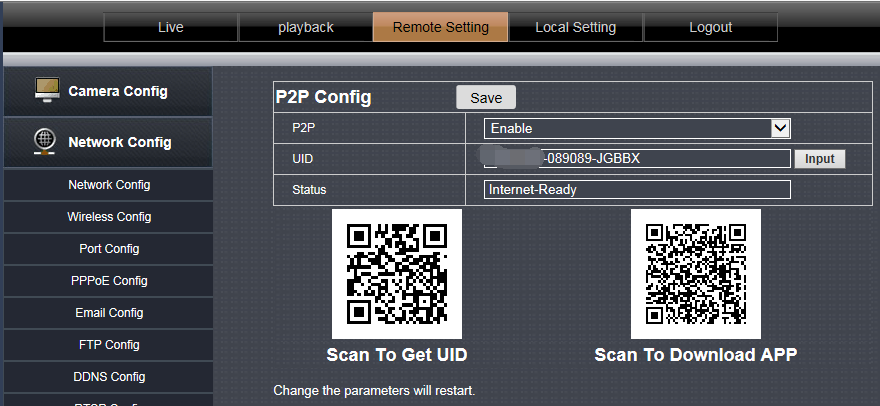 Live playback Remote Setting Local Setting Logout
Camera Config
Network Config
Network Config
Wireless Config
Port Config
PPPoE Config
Email Config
FTP Config
DDNS Config
P2P Config Save
P2P Enable
UID -089089-JGBBX Input
Status Internet-Ready
Scan To Get UID Scan To Download APP
Change the parameters will restart.